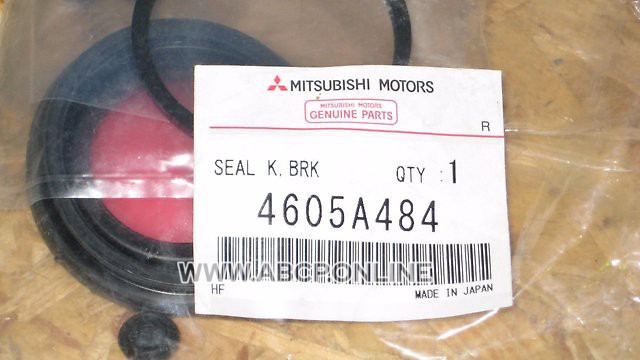 MITSUBISHI MOTORS
MITSUBISHI MOTORS
GENUINE PARTS
R
SEAL K, BRK QTY : 1
4605A484
WWW.ABCPONLINE
HF MADE IN JAPAN